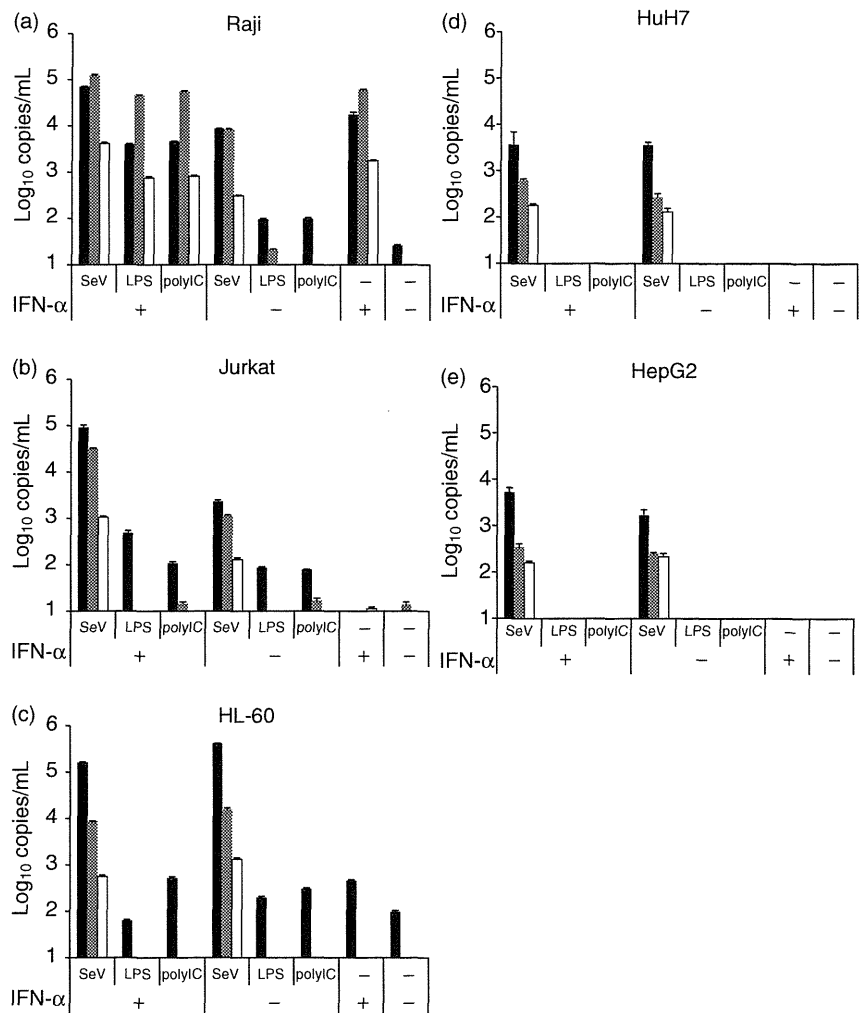 (a)
Raji
Log10 copies/mL
6
5
4
3
2
1
SeV LPS polyIC SeV LPS polyIC – –
IFN-α + – + –
(b)
Jurkat
Log10 copies/mL
6
5
4
3
2
1
SeV LPS polyIC SeV LPS polyIC – –
IFN-α + – + –
(c)
HL-60
Log10 copies/mL
6
5
4
3
2
1
SeV LPS polyIC SeV LPS polyIC – –
IFN-α + – + –
(d)
HuH7
Log10 copies/mL
6
5
4
3
2
1
SeV LPS polyIC SeV LPS polyIC – –
IFN-α + – + –
(e)
HepG2
Log10 copies/mL
6
5
4
3
2
1
SeV LPS polyIC SeV LPS polyIC – –
IFN-α + – + –